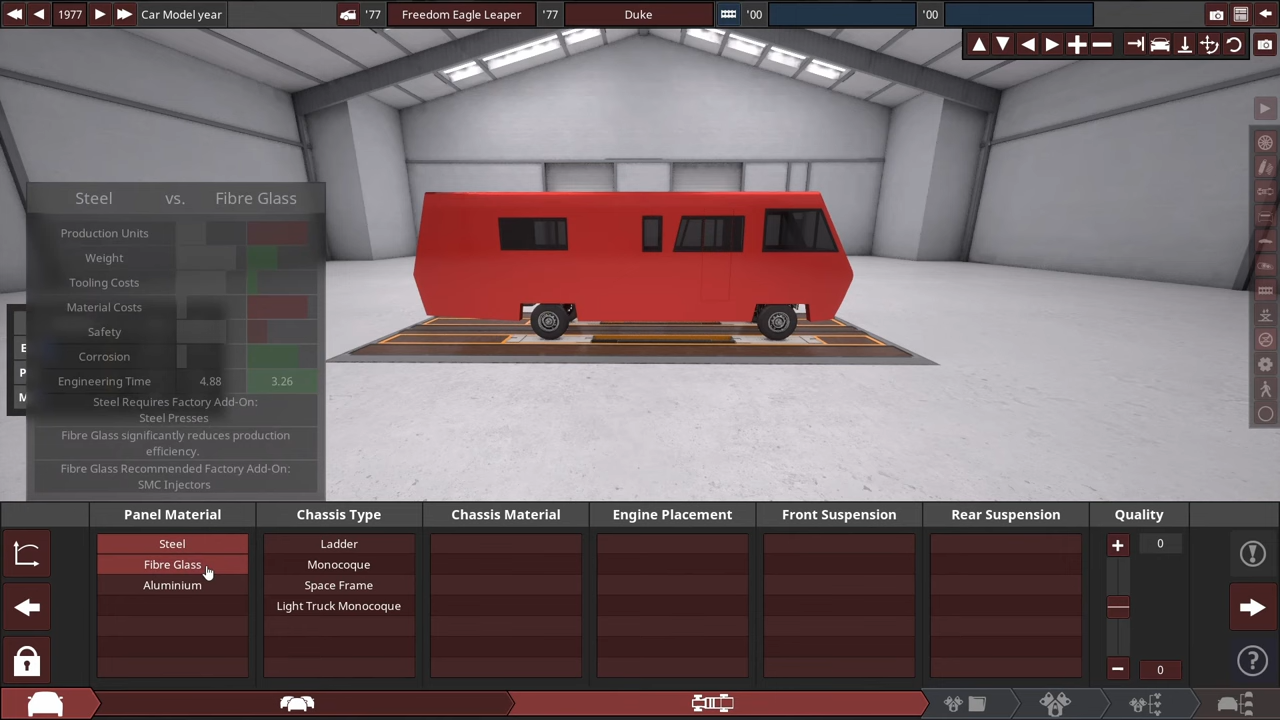 1977 Car Model year '77 Freedom Eagle Leaper '77 Duke '00 '00
Steel vs. Fibre Glass
Production Units
Weight
Tooling Costs
Material Costs
Safety
Corrosion
Engineering Time 4.88 3.26
Steel Requires Factory Add-On:
Steel Presses
Fibre Glass significantly reduces production
efficiency.
Fibre Glass Recommended Factory Add-On:
SMC Injectors
E
P
M
Panel Material Chassis Type Chassis Material Engine Placement Front Suspension Rear Suspension Quality
Steel Ladder + 0
Fibre Glass Monocoque
Aluminium Space Frame
Light Truck Monocoque
− 0